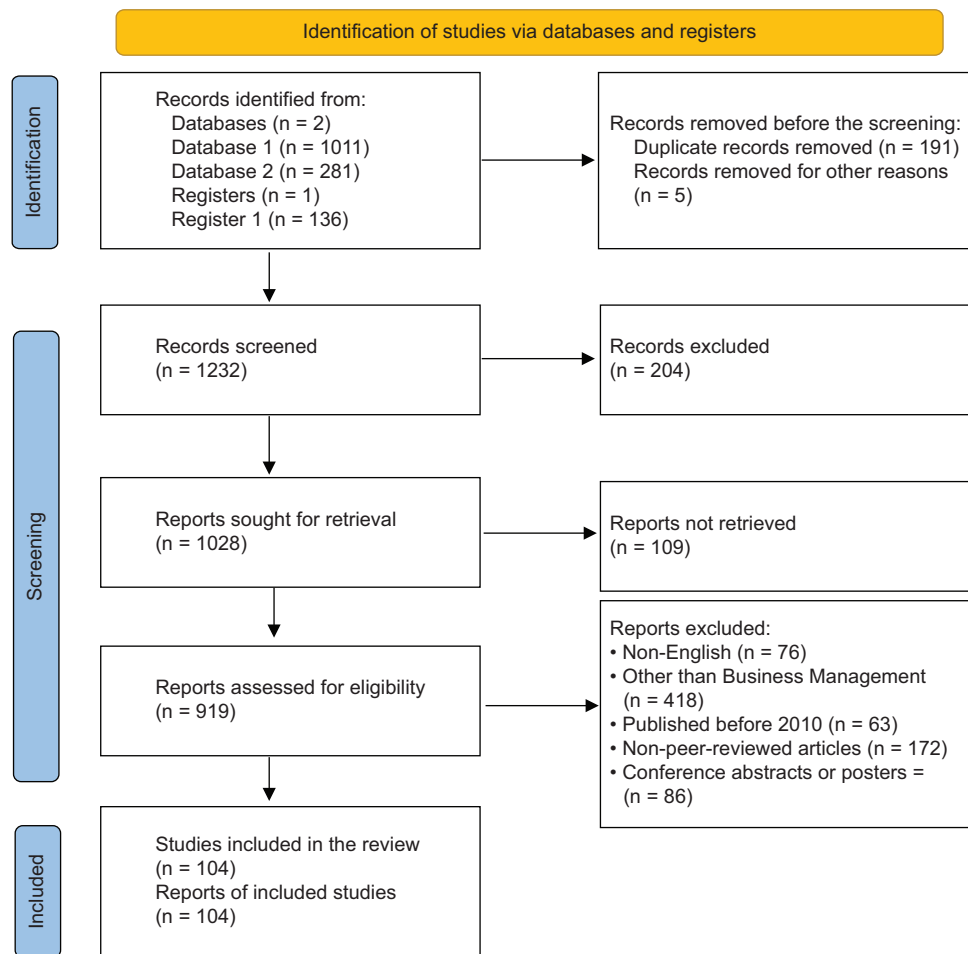 Identification of studies via databases and registers
Identification
Records identified from:
Databases (n = 2)
Database 1 (n = 1011)
Database 2 (n = 281)
Registers (n = 1)
Register 1 (n = 136)
Records removed before the screening:
Duplicate records removed (n = 191)
Records removed for other reasons
(n = 5)
Screening
Records screened
(n = 1232)
Records excluded
(n = 204)
Reports sought for retrieval
(n = 1028)
Reports not retrieved
(n = 109)
Reports assessed for eligibility
(n = 919)
Reports excluded:
• Non-English (n = 76)
• Other than Business Management
(n = 418)
• Published before 2010 (n = 63)
• Non-peer-reviewed articles (n = 172)
• Conference abstracts or posters =
(n = 86)
Included
Studies included in the review
(n = 104)
Reports of included studies
(n = 104)